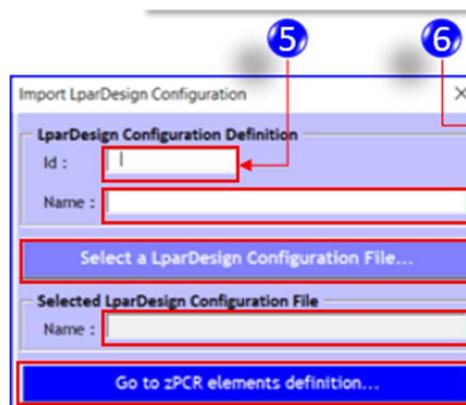 5
6
Import LparDesign Configuration
LparDesign Configuration Definition
Id :
Name :
Select a LparDesign Configuration File...
Selected LparDesign Configuration File
Name :
Go to zPCR elements definition...